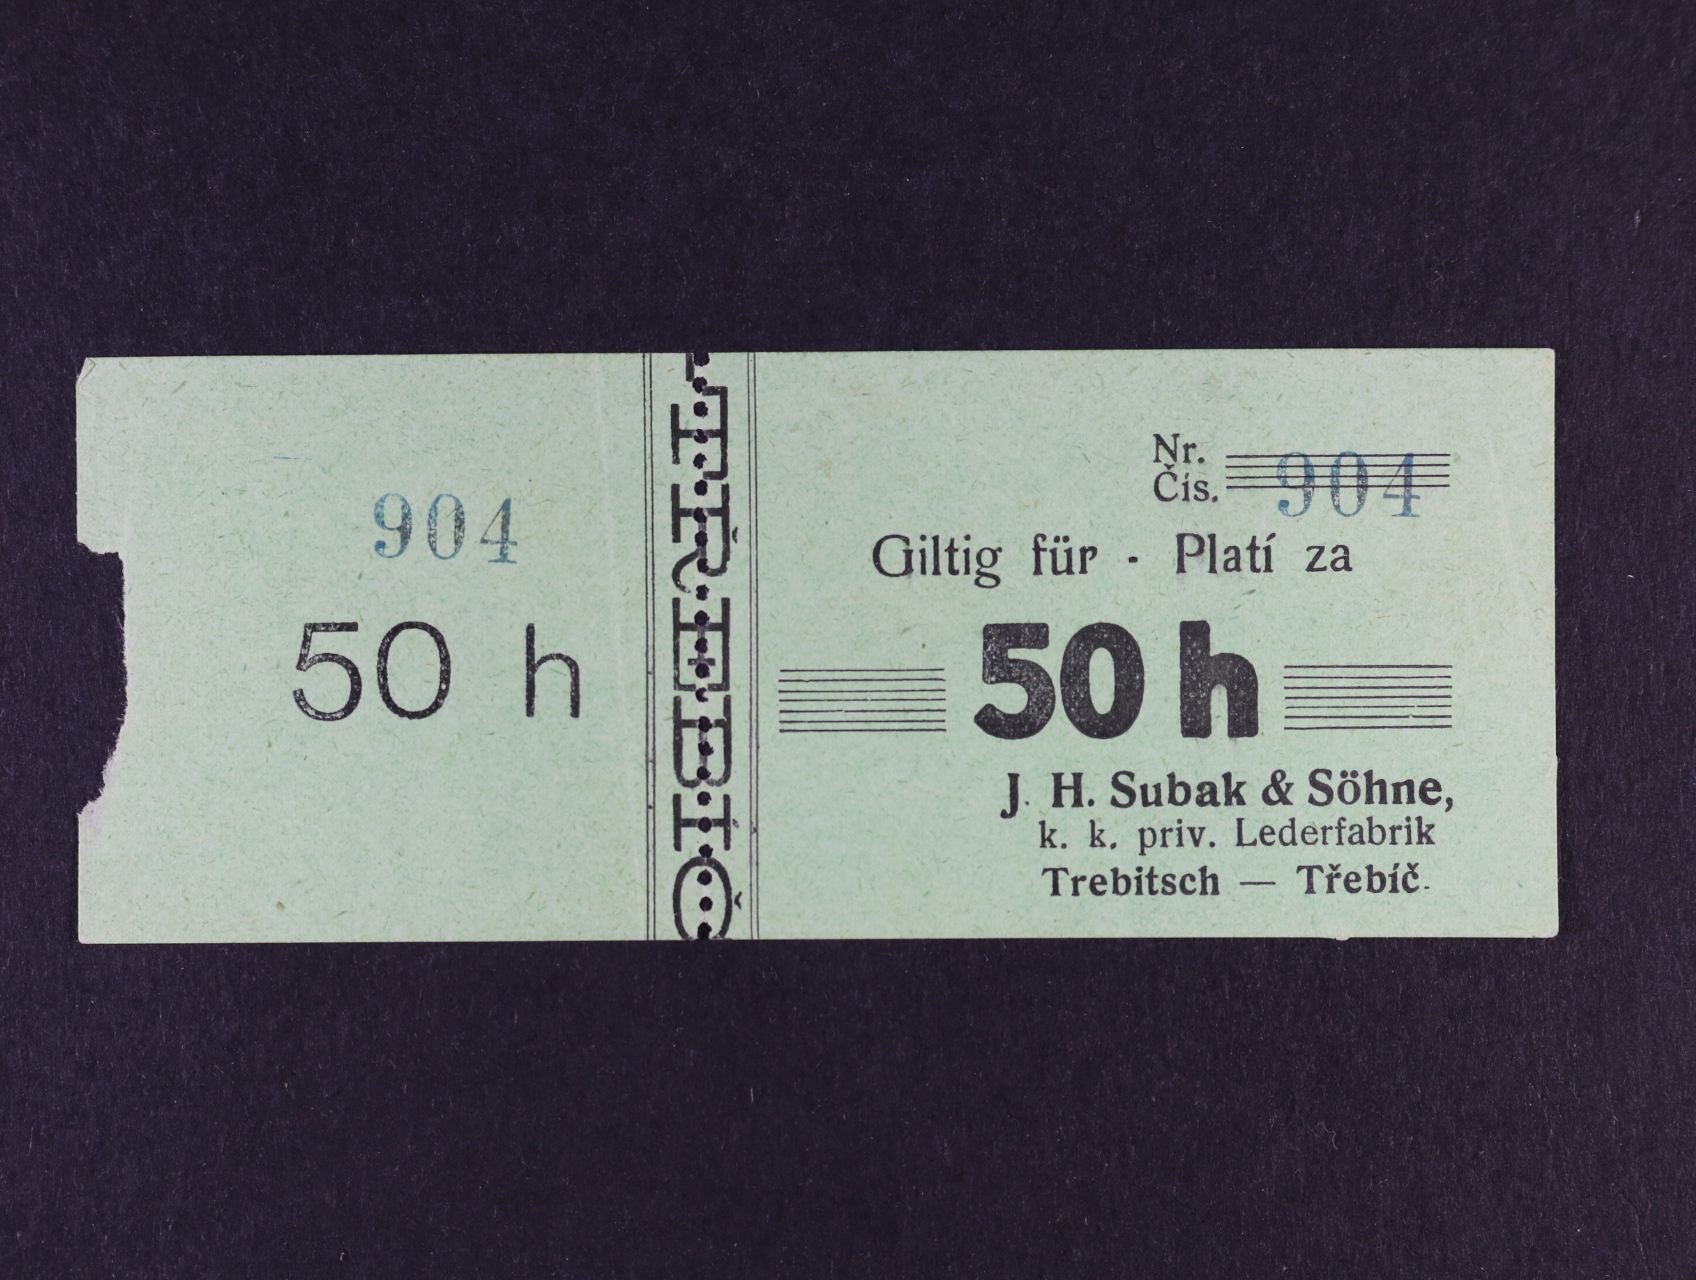 904
50 h
TŘEBÍČ
Nr.
Čís. 904
Giltig für - Platí za
50 h
J. H. Subak & Söhne,
k. k. priv. Lederfabrik
Trebitsch — Třebíč.